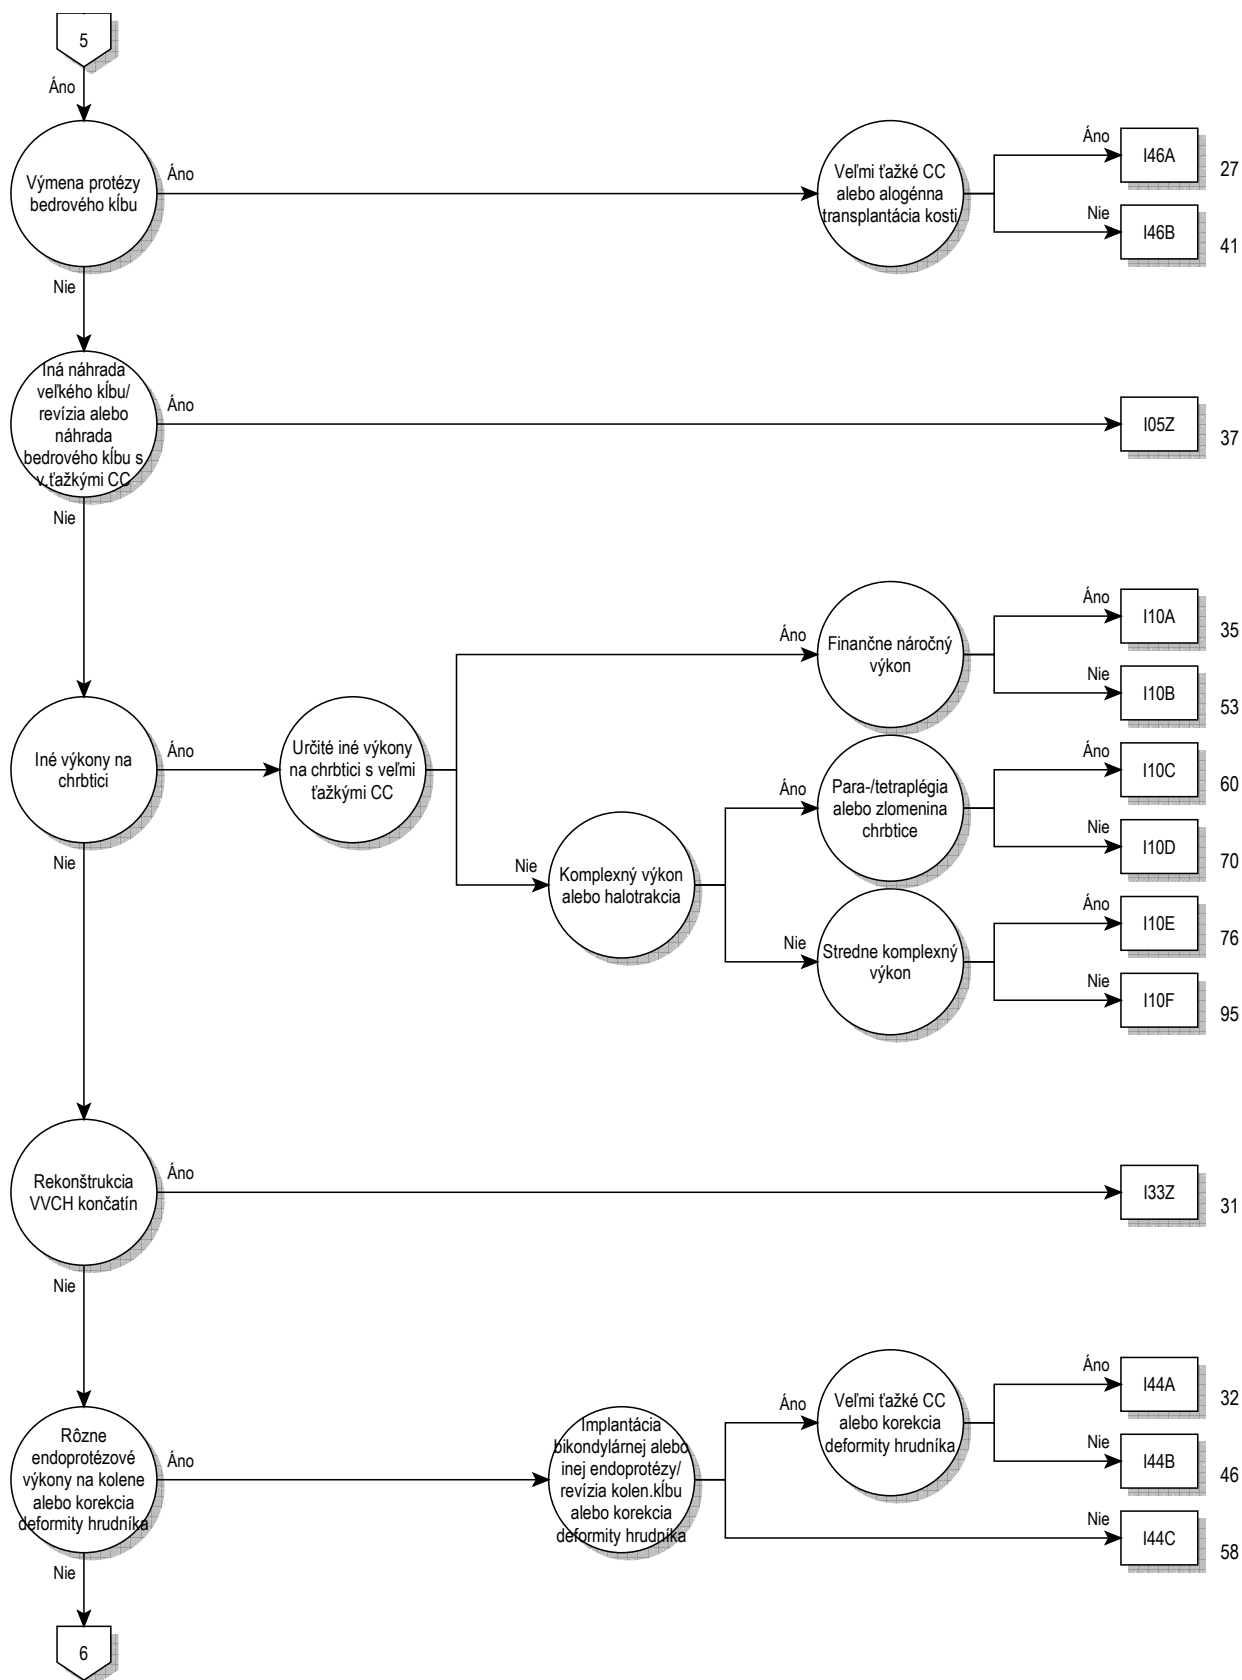 5
Áno
Výmena protézy
bedrového kĺbu
Áno
Veľmi ťažké CC
alebo alogénna
transplantácia kosti
Áno
I46A
27
Nie
I46B
41
Nie
Iná náhrada
veľkého kĺbu/
revízia alebo
náhrada
bedrového kĺbu s
v.ťažkými CC
Áno
I05Z
37
Nie
Iné výkony na
chrbtici
Áno
Určité iné výkony
na chrbtici s veľmi
ťažkými CC
Áno
Finančne náročný
výkon
Áno
I10A
35
Nie
I10B
53
Nie
Komplexný výkon
alebo halotrakcia
Áno
Para-/tetraplégia
alebo zlomenina
chrbtice
Áno
I10C
60
Nie
I10D
70
Nie
Stredne komplexný
výkon
Áno
I10E
76
Nie
I10F
95
Nie
Rekonštrukcia
VVCH končatín
Áno
I33Z
31
Nie
Rôzne
endoprotézové
výkony na kolene
alebo korekcia
deformity hrudníka
Áno
Implantácia
bikondylárnej alebo
inej endoprotézy/
revízia kolen.kĺbu
alebo korekcia
deformity hrudníka
Áno
Veľmi ťažké CC
alebo korekcia
deformity hrudníka
Áno
I44A
32
Nie
I44B
46
Nie
I44C
58
Nie
6